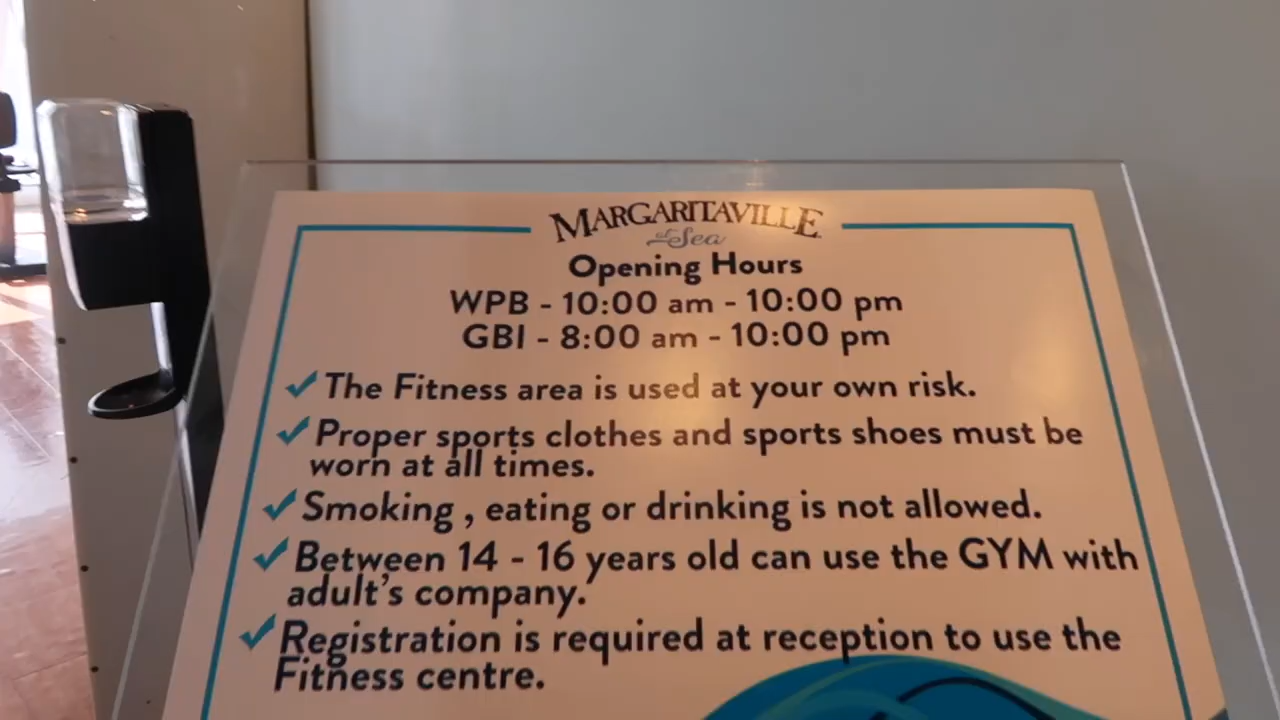 MARGARITAVILLE
at Sea
Opening Hours
WPB - 10:00 am - 10:00 pm
GBI - 8:00 am - 10:00 pm
The Fitness area is used at your own risk.
Proper sports clothes and sports shoes must be
worn at all times.
Smoking , eating or drinking is not allowed.
Between 14 - 16 years old can use the GYM with
adult's company.
Registration is required at reception to use the
Fitness centre.